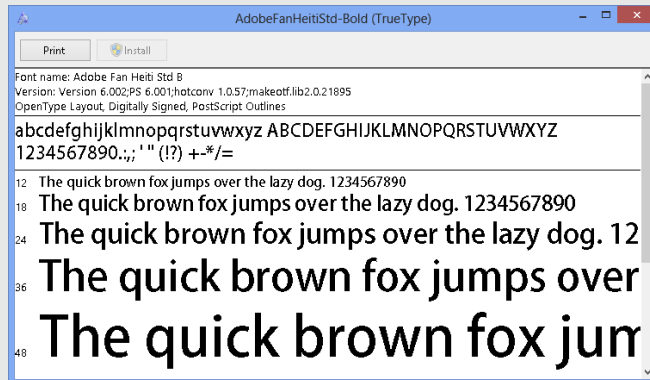 AdobeFanHeitiStd-Bold (TrueType)
Print Install
Font name: Adobe Fan Heiti Std B
Version: Version 6.002;PS 6.001;hotconv 1.0.57;makeotf.lib2.0.21895
OpenType Layout, Digitally Signed, PostScript Outlines
abcdefghijklmnopqrstuvwxyz ABCDEFGHIJKLMNOPQRSTUVWXYZ
1234567890.:,; ' " (!?) +-*/=
12 The quick brown fox jumps over the lazy dog. 1234567890
18 The quick brown fox jumps over the lazy dog. 1234567890
24 The quick brown fox jumps over the lazy dog. 12
36 The quick brown fox jumps over
48 The quick brown fox jum